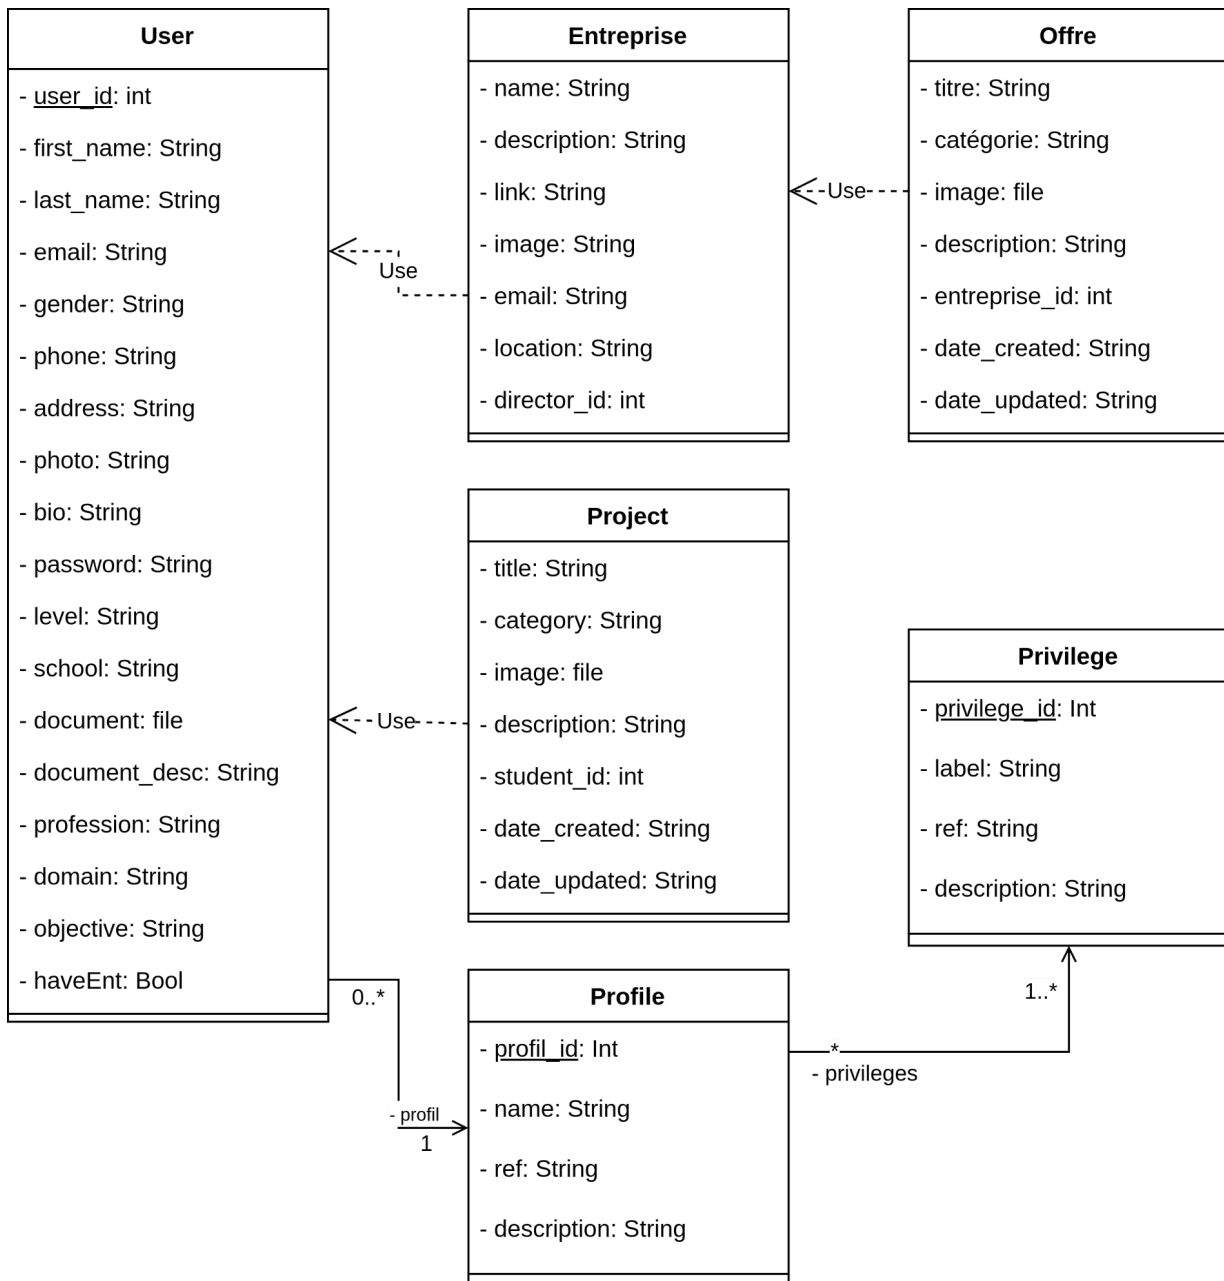 User
- user_id: int
- first_name: String
- last_name: String
- email: String
- gender: String
- phone: String
- address: String
- photo: String
- bio: String
- password: String
- level: String
- school: String
- document: file
- document_desc: String
- profession: String
- domain: String
- objective: String
- haveEnt: Bool
Use
Entreprise
- name: String
- description: String
- link: String
- image: String
- email: String
- location: String
- director_id: int
Use
Offre
- titre: String
- catégorie: String
- image: file
- description: String
- entreprise_id: int
- date_created: String
- date_updated: String
Use
Project
- title: String
- category: String
- image: file
- description: String
- student_id: int
- date_created: String
- date_updated: String
Privilege
- privilege_id: Int
- label: String
- ref: String
- description: String
0..*
- profil
1
Profile
- profil_id: Int
- name: String
- ref: String
- description: String
*
- privileges
1..*